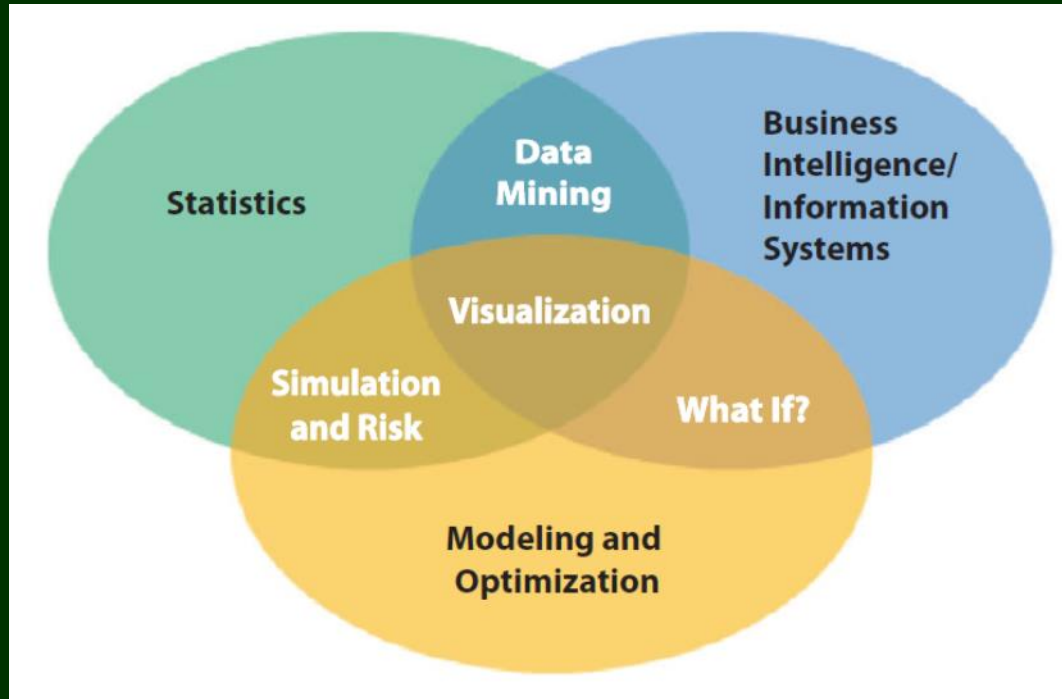 Statistics
Data
Mining
Business
Intelligence/
Information
Systems
Visualization
Simulation
and Risk
What If?
Modeling and
Optimization